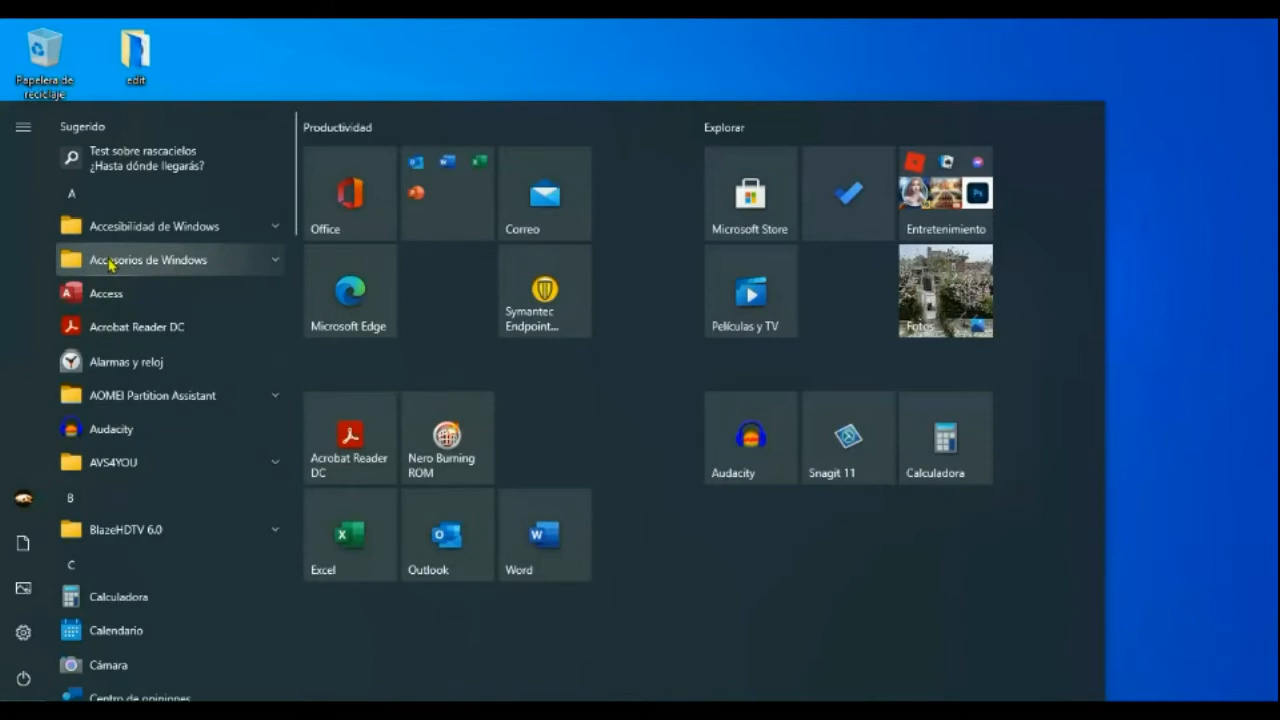 Papelera de
reciclaje
edit
Sugerido
Test sobre rascacielos
¿Hasta dónde llegarás?
A
Accesibilidad de Windows
Accesorios de Windows
Access
Acrobat Reader DC
Alarmas y reloj
AOMEI Partition Assistant
Audacity
AVS4YOU
B
BlazeHDTV 6.0
C
Calculadora
Calendario
Cámara
Centro de opiniones
Productividad
Office
Correo
Microsoft Edge
Symantec
Endpoint...
Acrobat Reader
DC
Nero Burning
ROM
Excel
Outlook
Word
Explorar
Microsoft Store
Entretenimiento
Películas y TV
Fotos
Audacity
Snagit 11
Calculadora